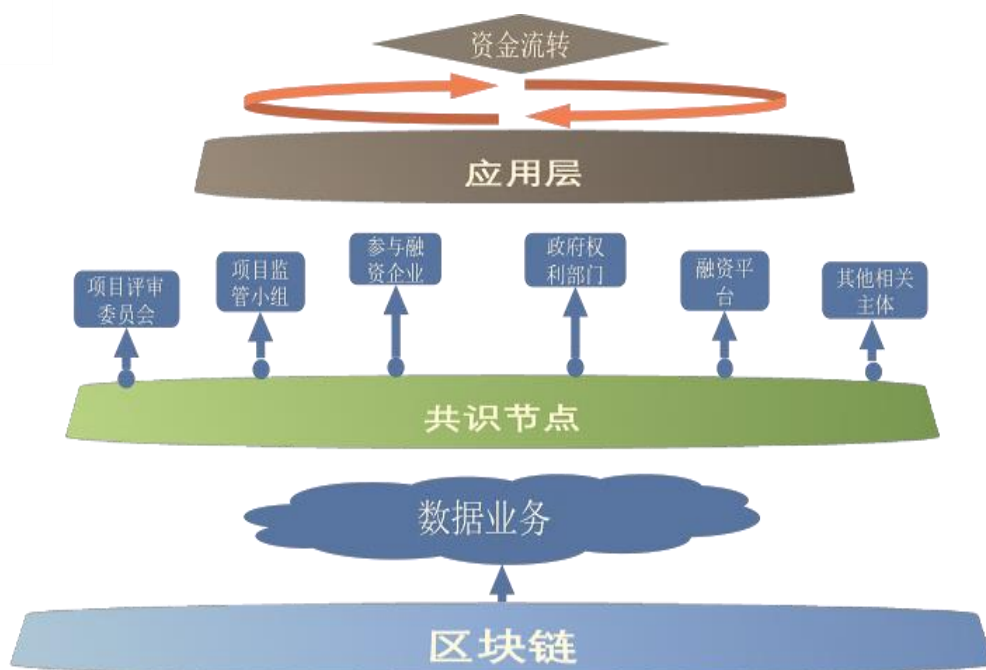 资金流转
应用层
项目评审
委员会
项目监
管小组
参与融
资企业
政府权
利部门
融资平
台
其他相关
主体
共识节点
数据业务
区块链